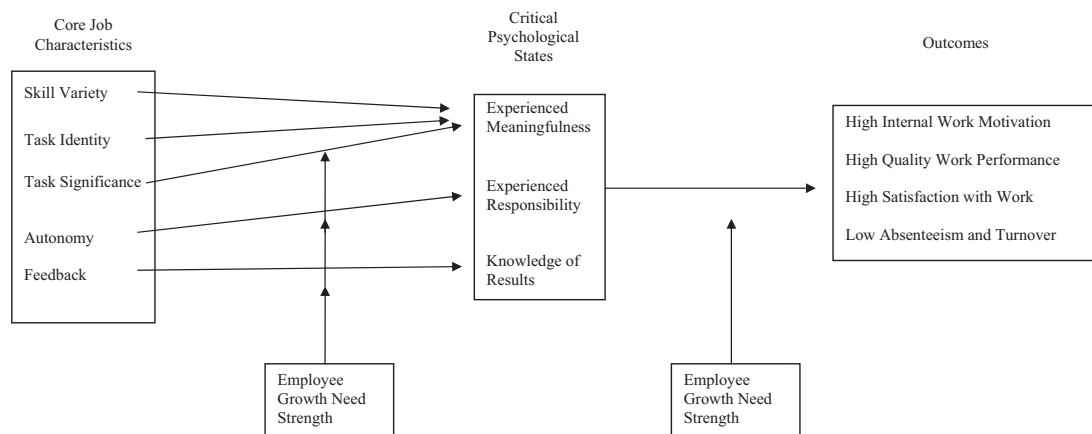 Core Job
Characteristics
Skill Variety
Task Identity
Task Significance
Autonomy
Feedback
Critical
Psychological
States
Experienced
Meaningfulness
Experienced
Responsibility
Knowledge of
Results
Outcomes
High Internal Work Motivation
High Quality Work Performance
High Satisfaction with Work
Low Absenteeism and Turnover
Employee
Growth Need
Strength
Employee
Growth Need
Strength